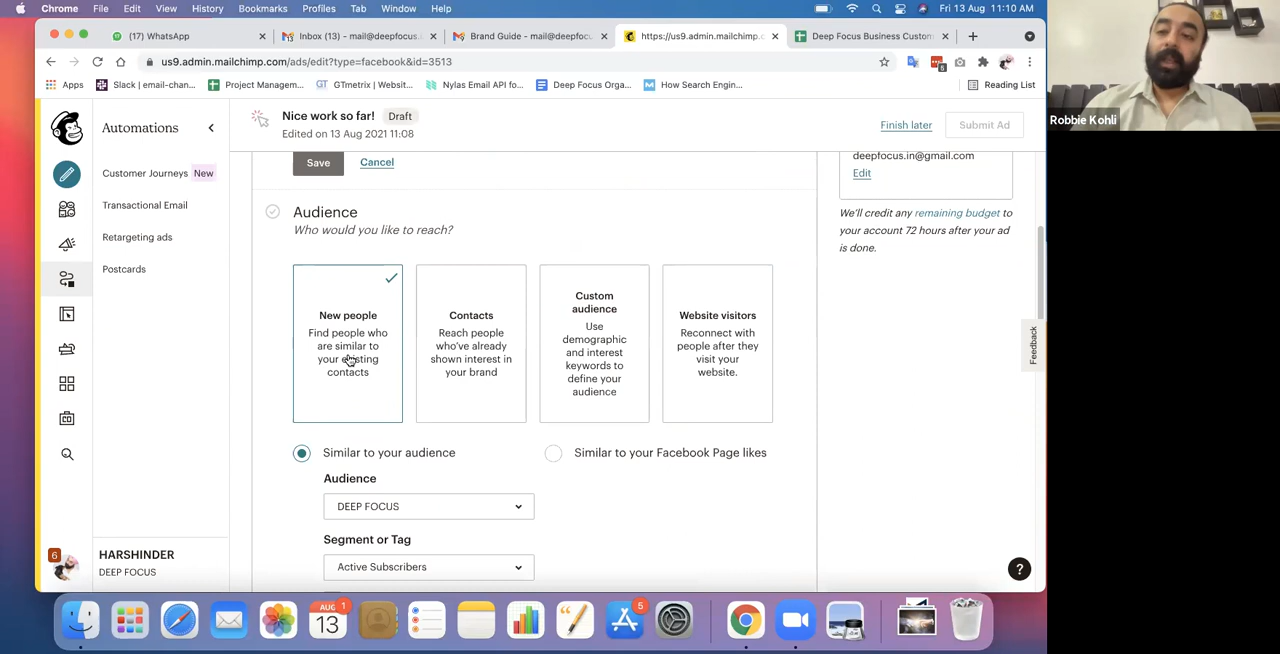 Chrome File Edit View History Bookmarks Profiles Tab Window Help Fri 13 Aug 11:10 AM
(17) WhatsApp Inbox (13) - mail@deepfocus. Brand Guide - mail@deepfoc https://us9.admin.mailchimp.com Deep Focus Business Custom
us9.admin.mailchimp.com/ads/edit?type=facebook&id=3513
6
Apps Slack | email-chan... Project Managem... GT GTmetrix | Websit... Nylas Email API fo... Deep Focus Orga... How Search Engin... Reading List
Robbie Kohli
Automations
Customer Journeys New
Transactional Email
Retargeting ads
Postcards
6
HARSHINDER
DEEP FOCUS
Nice work so far! Draft
Edited on 13 Aug 2021 11:08
Finish later
Submit Ad
Save
Cancel
deepfocus.in@gmail.com
Edit
We'll credit any remaining budget to
your account 72 hours after your ad
is done.
Audience
Who would you like to reach?
New people
Find people who
are similar to
your existing
contacts
Contacts
Reach people
who've already
shown interest in
your brand
Custom
audience
Use
demographic
and interest
keywords to
define your
audience
Website visitors
Reconnect with
people after they
visit your
website.
Similar to your audience
Similar to your Facebook Page likes
Audience
DEEP FOCUS
Segment or Tag
Active Subscribers
Feedback
?
AUG
13
1
5